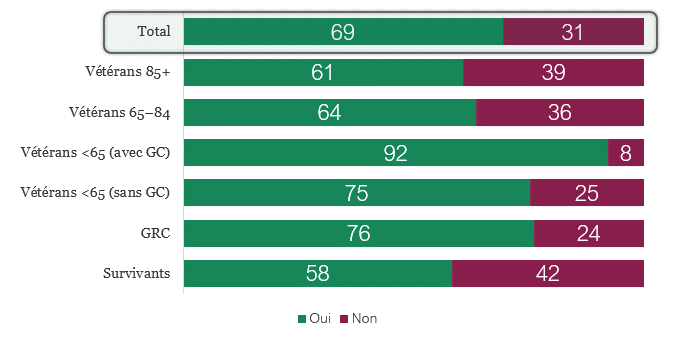 Total 69 31
Vétérans 85+ 61 39
Vétérans 65–84 64 36
Vétérans <65 (avec GC) 92 8
Vétérans <65 (sans GC) 75 25
GRC 76 24
Survivants 58 42
Oui Non